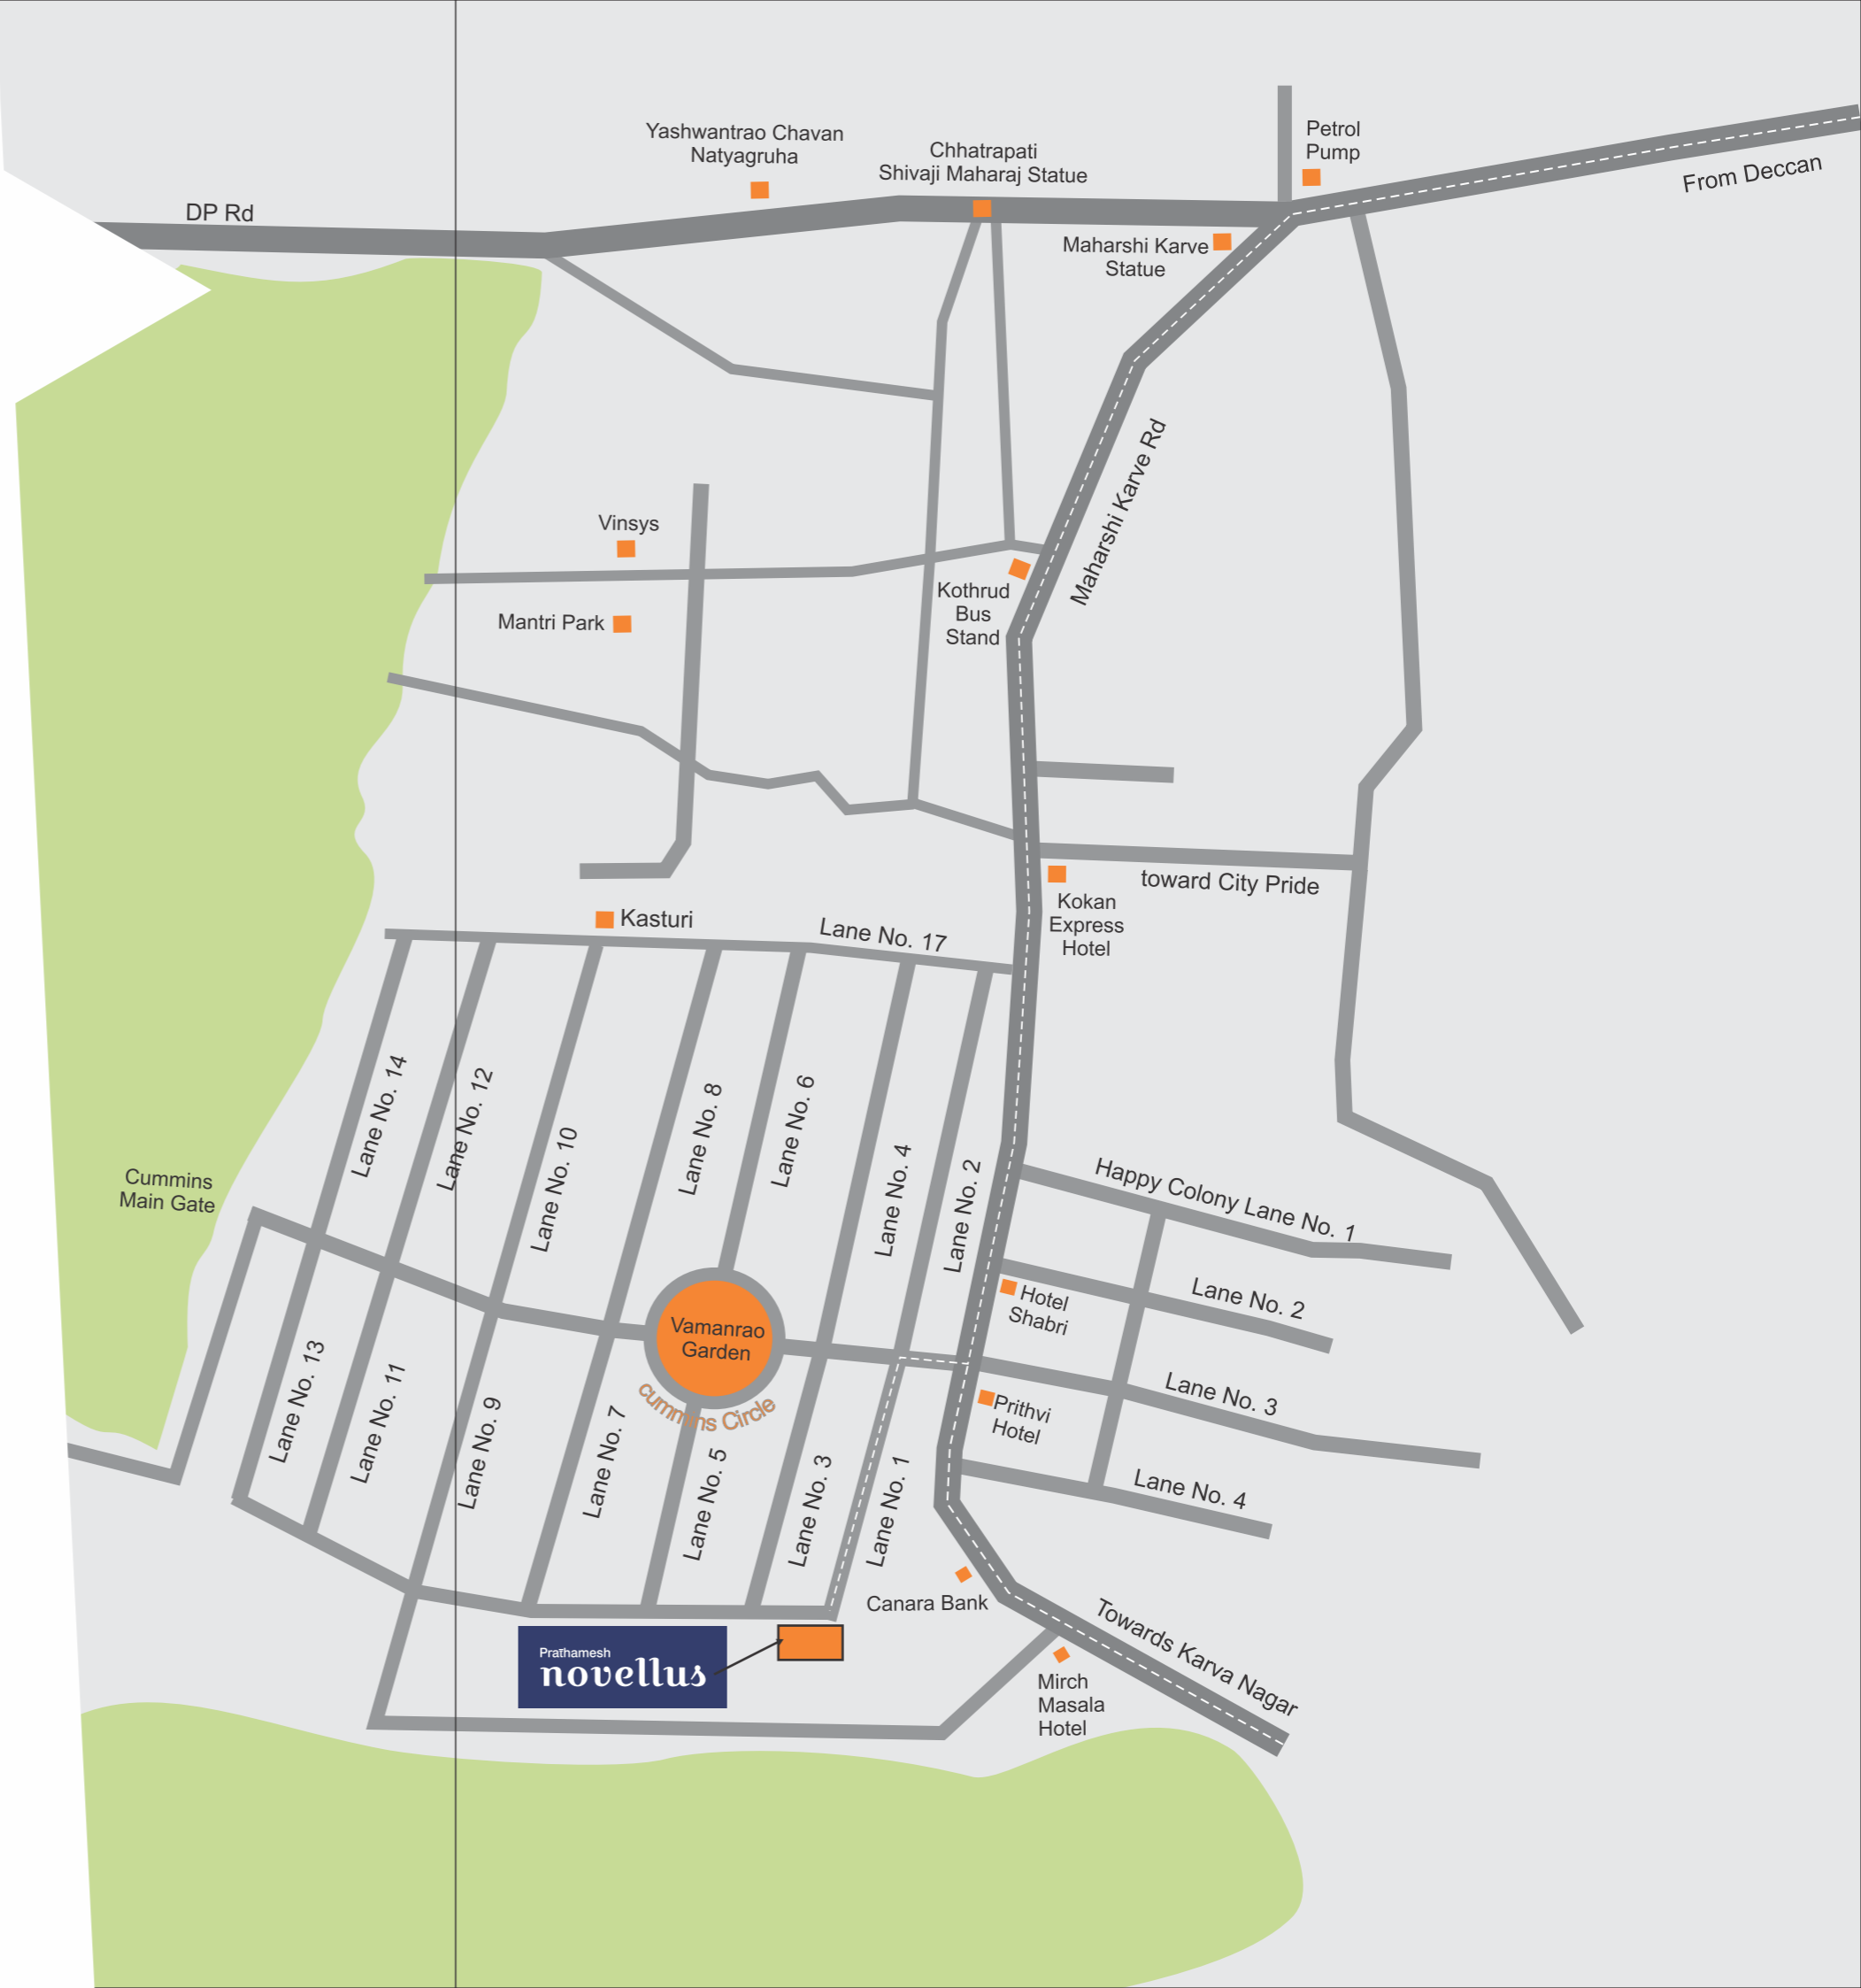 Yashwantrao Chavan
Natyagruha
Chhatrapati
Shivaji Maharaj Statue
Petrol
Pump
From Deccan
DP Rd
Maharshi Karve
Statue
Maharshi Karve Rd
Vinsys
Kothrud
Bus
Stand
Mantri Park
toward City Pride
Kokan
Express
Hotel
Kasturi
Lane No. 17
Lane No. 14
Lane No. 12
Lane No. 10
Lane No. 8
Lane No. 6
Lane No. 4
Lane No. 2
Happy Colony Lane No. 1
Cummins
Main Gate
Lane No. 2
Hotel
Shabri
Vamanrao
Garden
cummins Circle
Lane No. 3
Prithvi
Hotel
Lane No. 13
Lane No. 11
Lane No. 9
Lane No. 7
Lane No. 5
Lane No. 3
Lane No. 1
Lane No. 4
Canara Bank
Towards Karva Nagar
Prathamesh
novellus
Mirch
Masala
Hotel